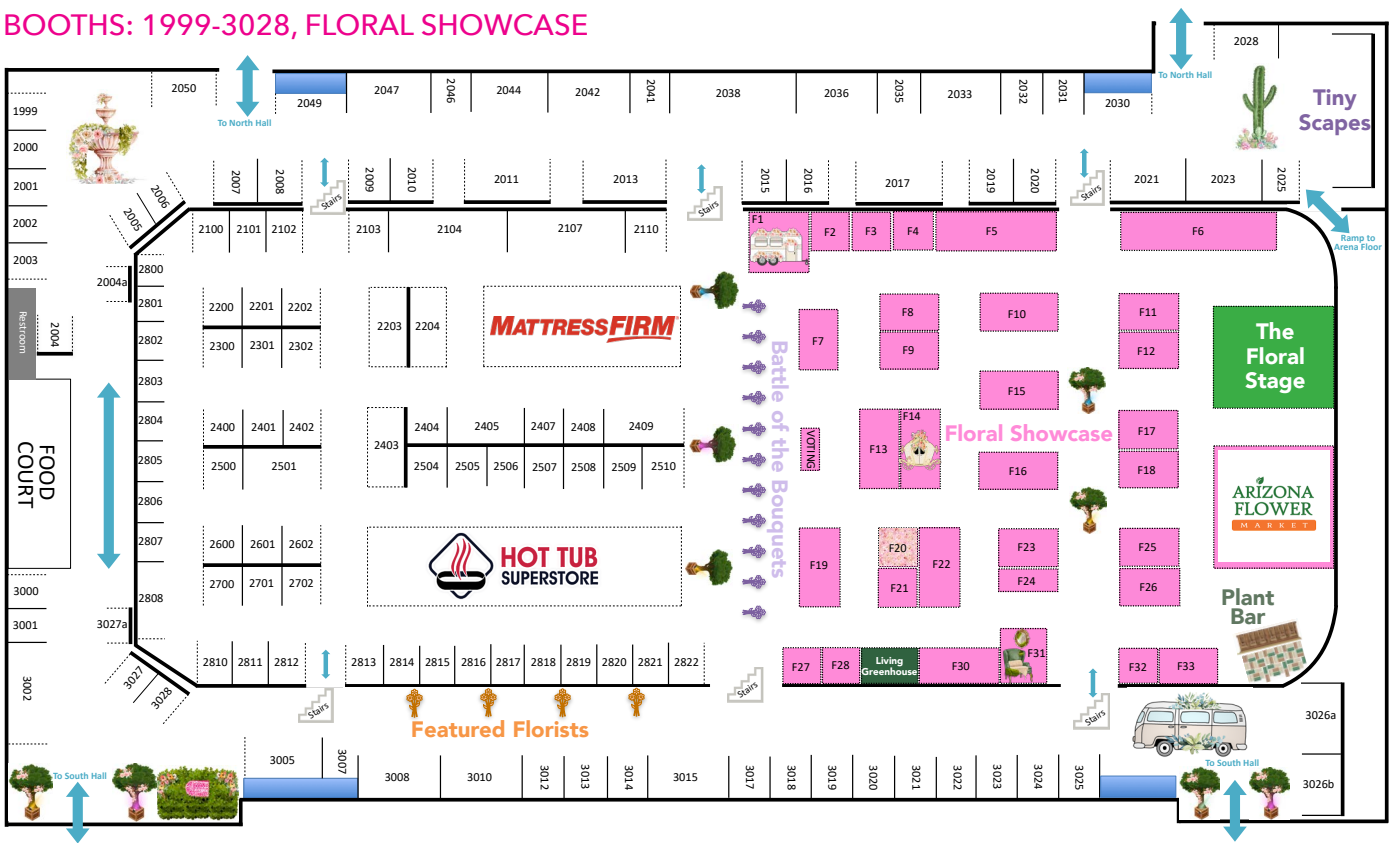 BOOTHS: 1999-3028, FLORAL SHOWCASE
2028
To North Hall
Tiny
Scapes
2050
2049
2047
2046
2044
2042
2041
2038
2036
2035
2033
2032
2031
2030
To North Hall
1999
2000
2001
2002
2003
2004a
2004
Restroom
FOOD
COURT
3000
3001
3002
3027a
3027
3028
2005
2006
2007
2008
Stairs
2009
2010
2011
2013
Stairs
2015
2016
2017
2019
2020
Stairs
2021
2023
2025
Ramp to
Arena Floor
2100
2101
2102
2103
2104
2107
2110
F1
F2
F3
F4
F5
F6
2800
2801
2802
2803
2804
2805
2806
2807
2808
2200
2201
2202
2300
2301
2302
2203
2204
MATTRESSFIRM
2400
2401
2402
2500
2501
2403
2404
2405
2407
2408
2409
2504
2505
2506
2507
2508
2509
2510
2600
2601
2602
2700
2701
2702
HOT TUB
SUPERSTORE
Battle of the Bouquets
VOTING
F7
F8
F9
F10
F11
F12
The
Floral
Stage
F15
F13
F14
Floral Showcase
F16
F17
F18
ARIZONA
FLOWER
MARKET
F19
F20
F21
F22
F23
F24
F25
F26
Plant
Bar
2810
2811
2812
2813
2814
2815
2816
2817
2818
2819
2820
2821
2822
F27
F28
Living
Greenhouse
F30
F31
F32
F33
Stairs
Stairs
Stairs
Featured Florists
3026a
3026b
To South Hall
To South Hall
3005
3007
3008
3010
3012
3013
3014
3015
3017
3018
3019
3020
3021
3022
3023
3024
3025